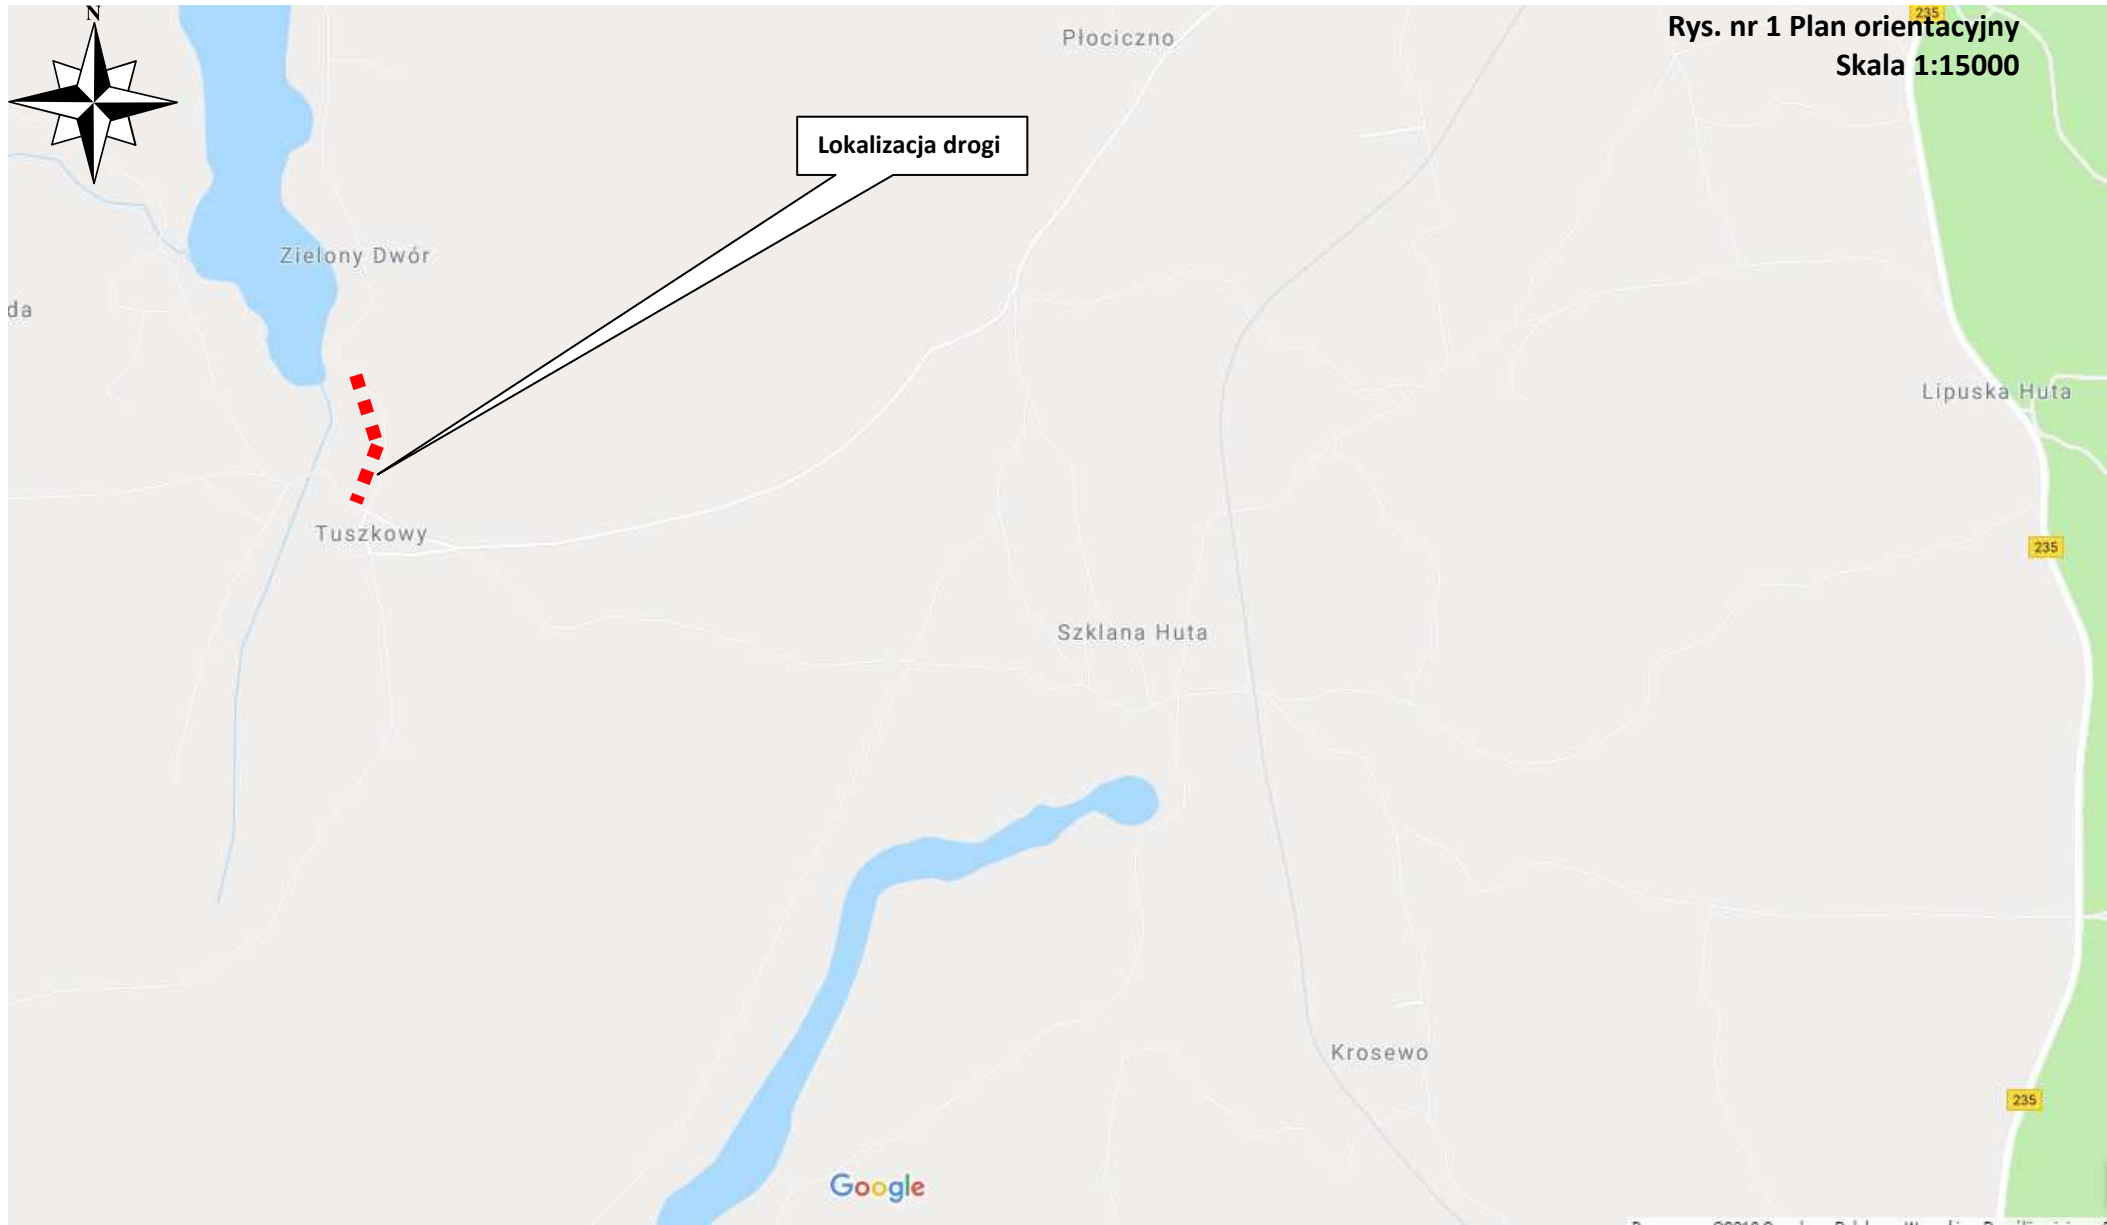 N
235
Rys. nr 1 Plan orientacyjny
Skala 1:15000
Płociczno
Lokalizacja drogi
Zielony Dwór
da
Lipuska Huta
Tuszkowy
235
Szklana Huta
Krosewo
235
Google